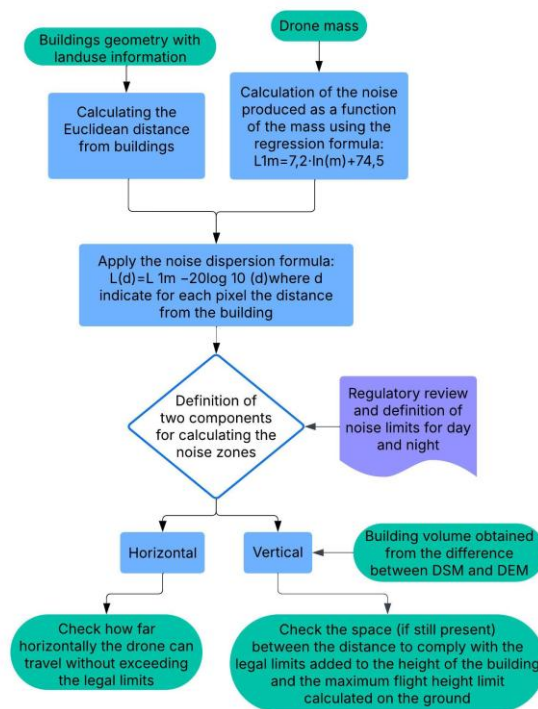 Drone mass
Buildings geometry with
landuse information
Calculating the
Euclidean distance
from buildings
Calculation of the noise
produced as a function
of the mass using the
regression formula:
L1m=7,2·ln(m)+74,5
Apply the noise dispersion formula:
L(d)=L 1m −20log 10 (d)where d
indicate for each pixel the distance
from the building
Definition of
two components
for calculating the
noise zones
Regulatory review
and definition of
noise limits for day
and night
Horizontal
Vertical
Building volume obtained
from the difference
between DSM and DEM
Check how far
horizontally the drone can
travel without exceeding
the legal limits
Check the space (if still present)
between the distance to comply with the
legal limits added to the height of the building
and the maximum flight height limit
calculated on the ground